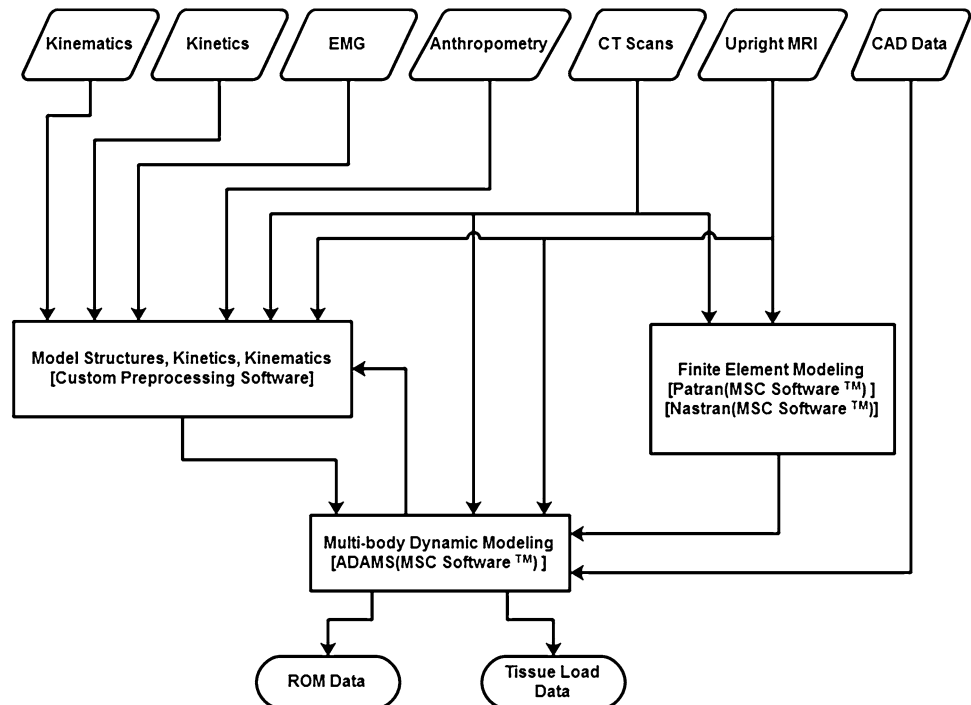 Kinematics
Kinetics
EMG
Anthropometry
CT Scans
Upright MRI
CAD Data
Model Structures, Kinetics, Kinematics
[Custom Preprocessing Software]
Finite Element Modeling
[Patran(MSC Software ™) ]
[Nastran(MSC Software ™)]
Multi-body Dynamic Modeling
[ADAMS(MSC Software ™) ]
ROM Data
Tissue Load
Data